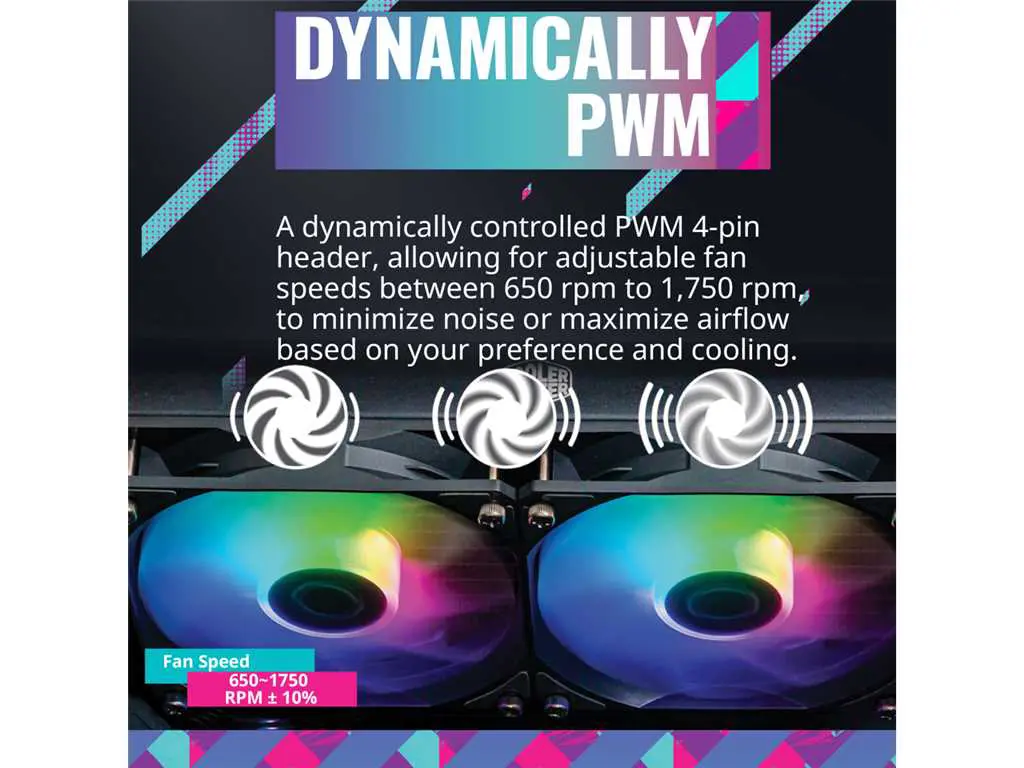 DYNAMICALLY
PWM
A dynamically controlled PWM 4-pin
header, allowing for adjustable fan
speeds between 650 rpm to 1,750 rpm,
to minimize noise or maximize airflow
based on your preference and cooling.
Fan Speed
650~1750
RPM ± 10%